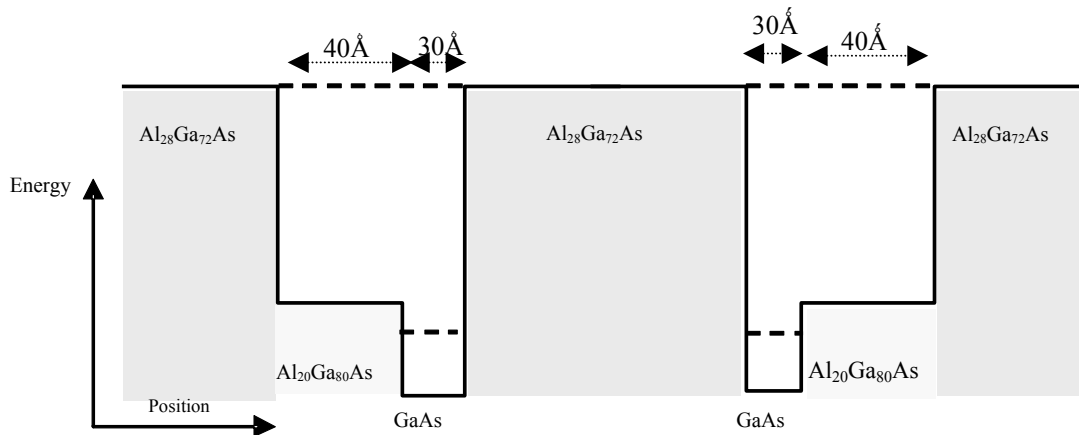 40Å 30Å 30Å 40Å
Al28Ga72As Al28Ga72As Al28Ga72As
Energy
Al20Ga80As Al20Ga80As
Position
GaAs GaAs